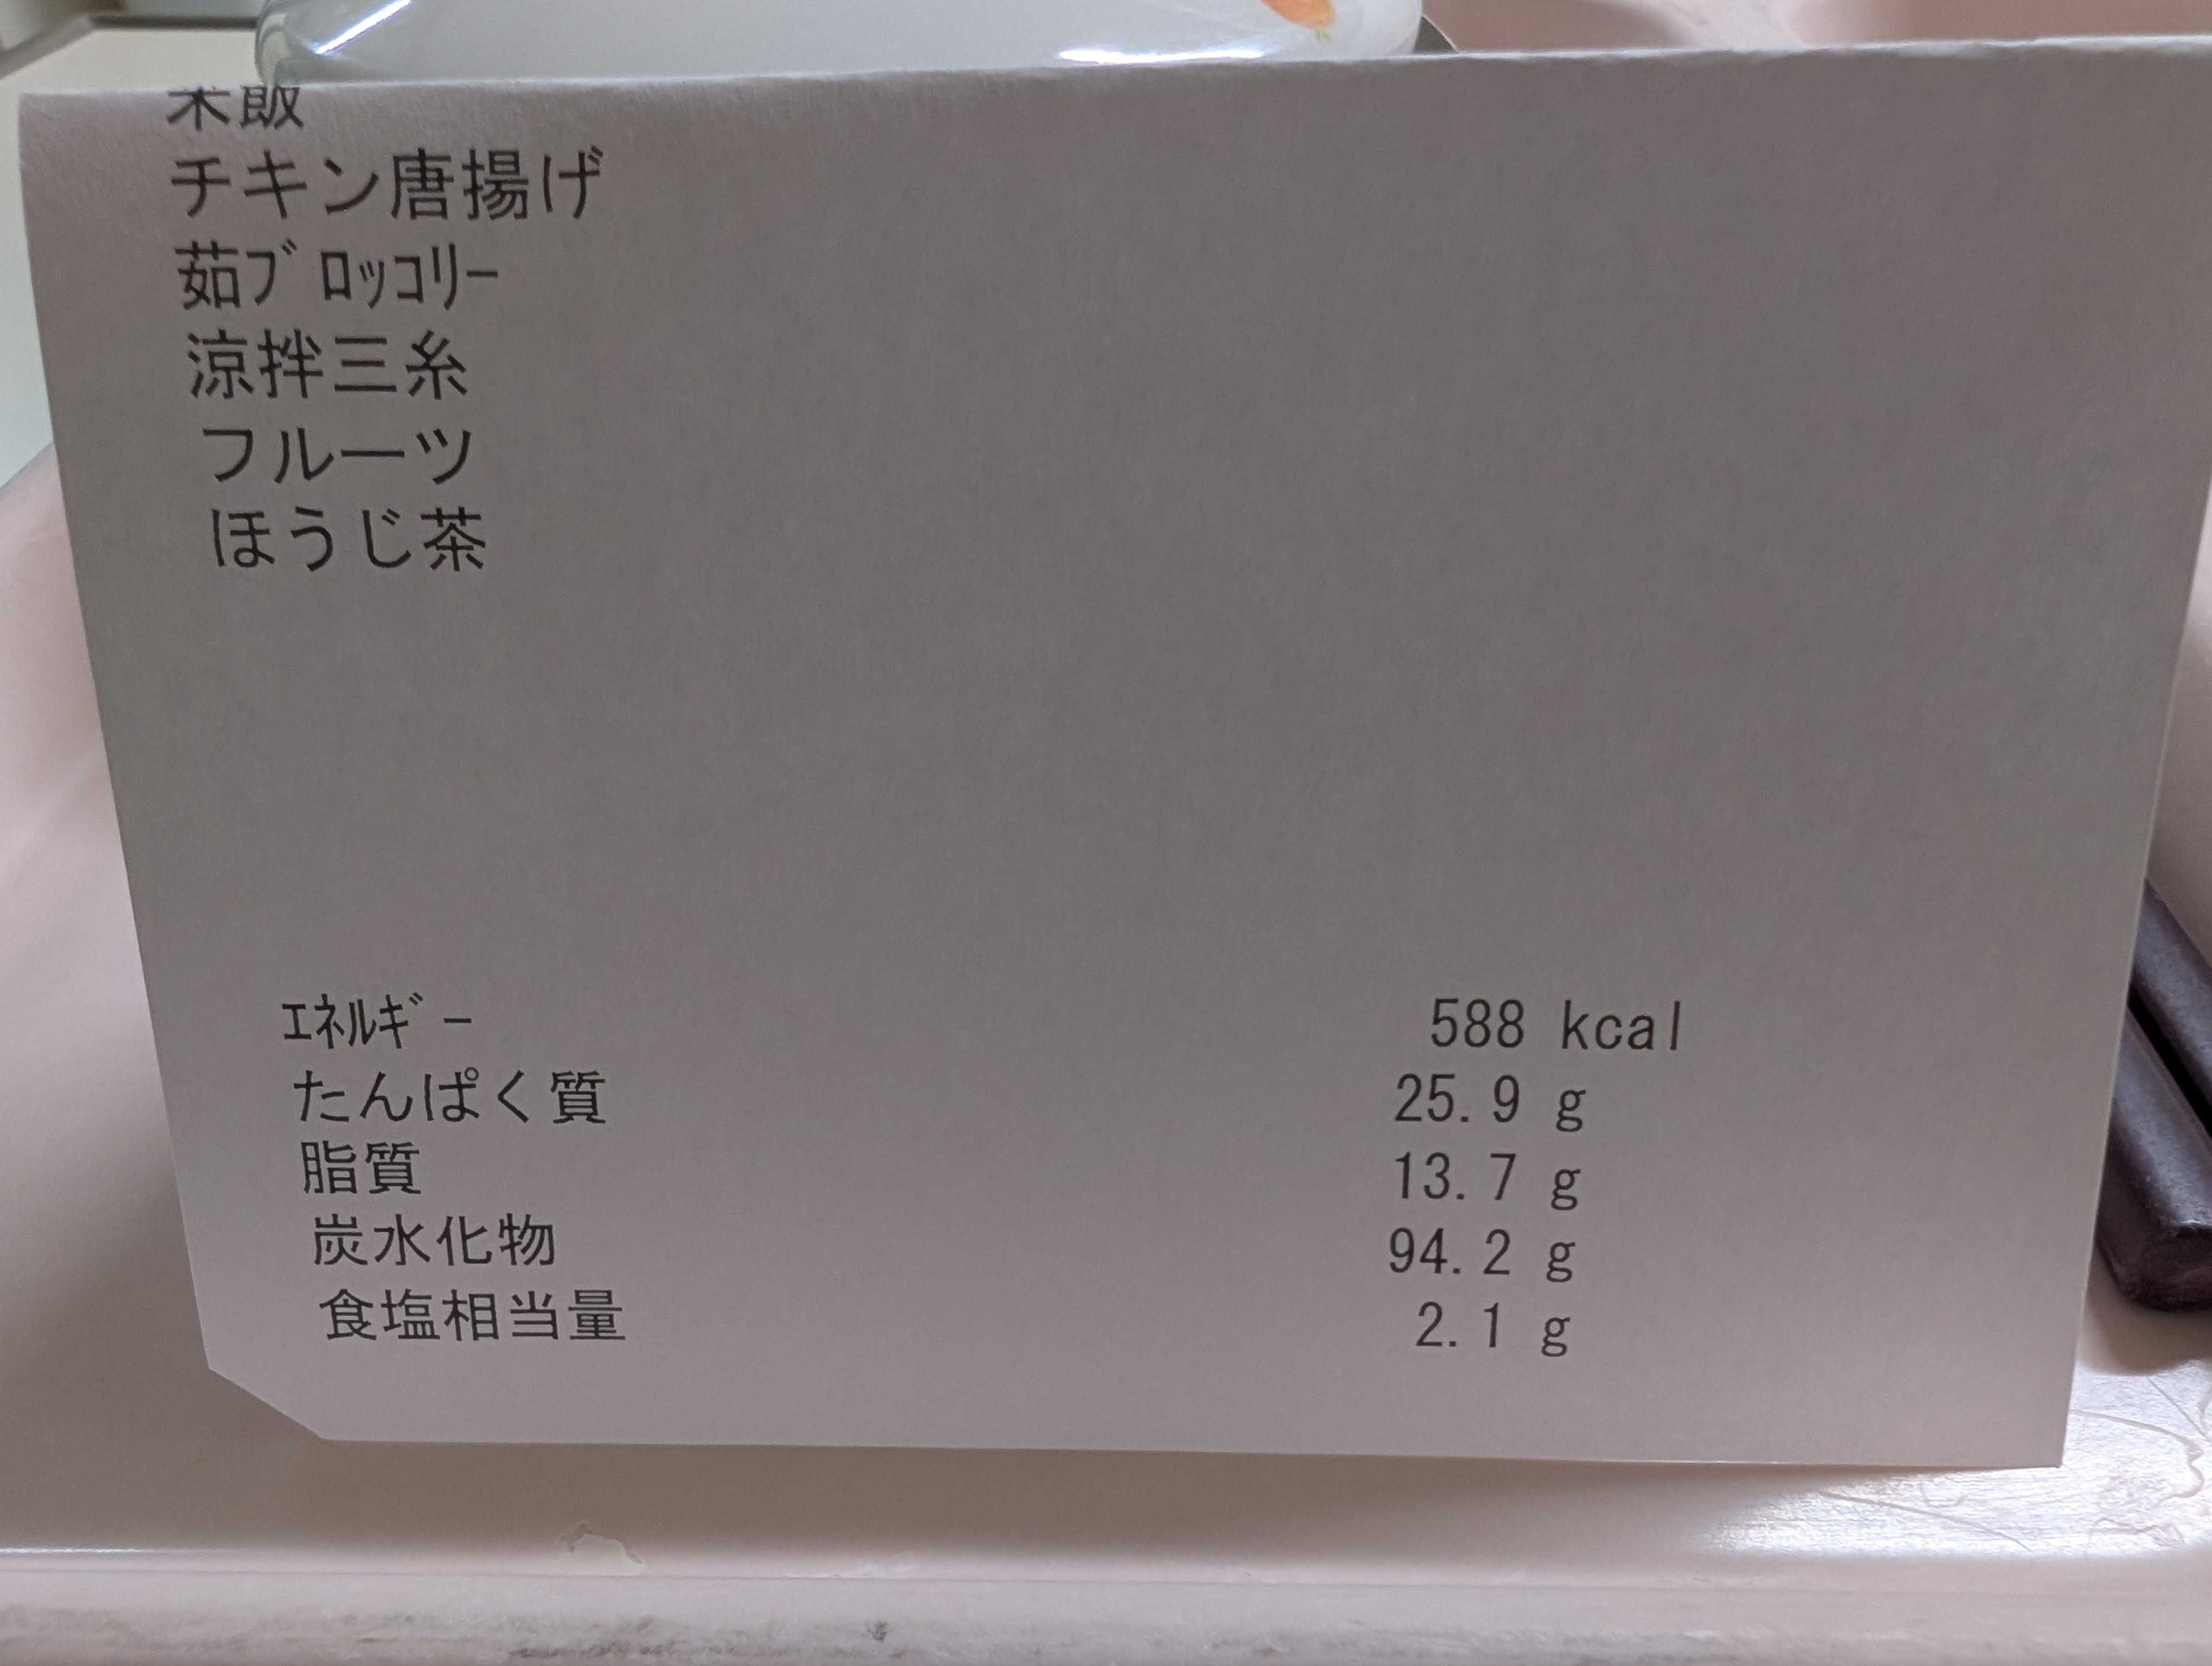 米飯
チキン唐揚げ
茹ﾌﾞﾛｯｺﾘｰ
涼拌三糸
フルーツ
ほうじ茶
ｴﾈﾙｷﾞｰ 588 kcal
たんぱく質 25.9 g
脂質 13.7 g
炭水化物 94.2 g
食塩相当量 2.1 g